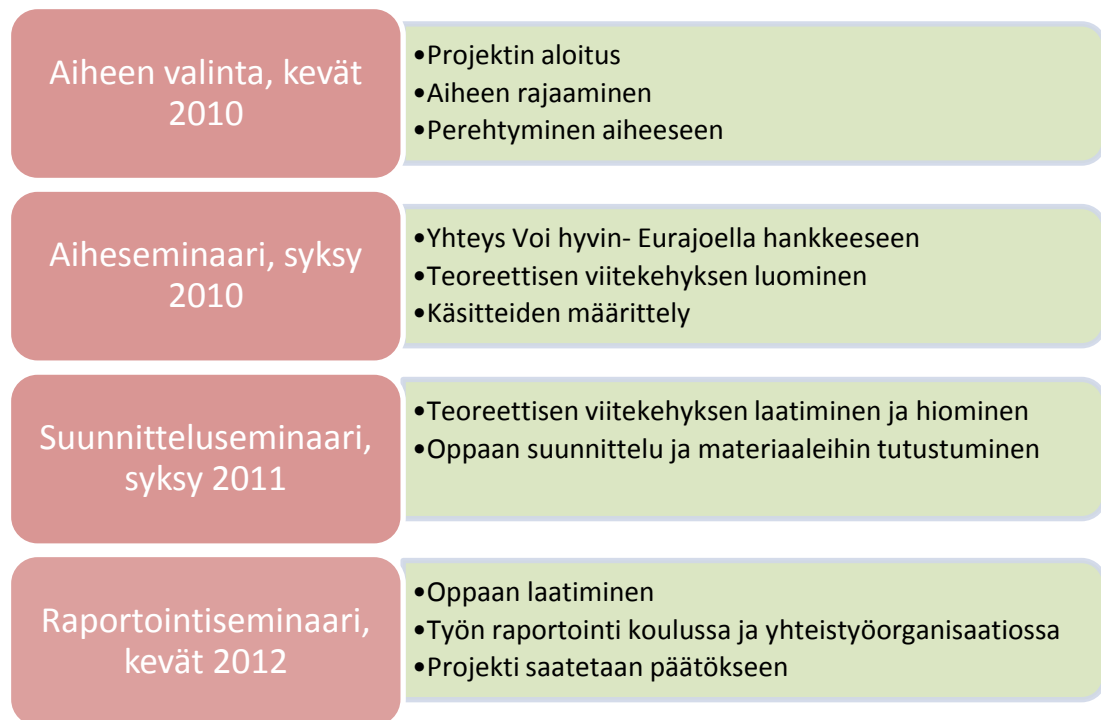 Aiheen valinta, kevät
2010
•Projektin aloitus
•Aiheen rajaaminen
•Perehtyminen aiheeseen
Aiheseminaari, syksy
2010
•Yhteys Voi hyvin- Eurajoella hankkeeseen
•Teoreettisen viitekehyksen luominen
•Käsitteiden määrittely
Suunnitteluseminaari,
syksy 2011
•Teoreettisen viitekehyksen laatiminen ja hiominen
•Oppaan suunnittelu ja materiaaleihin tutustuminen
Raportointiseminaari,
kevät 2012
•Oppaan laatiminen
•Työn raportointi koulussa ja yhteistyöorganisaatiossa
•Projekti saatetaan päätökseen